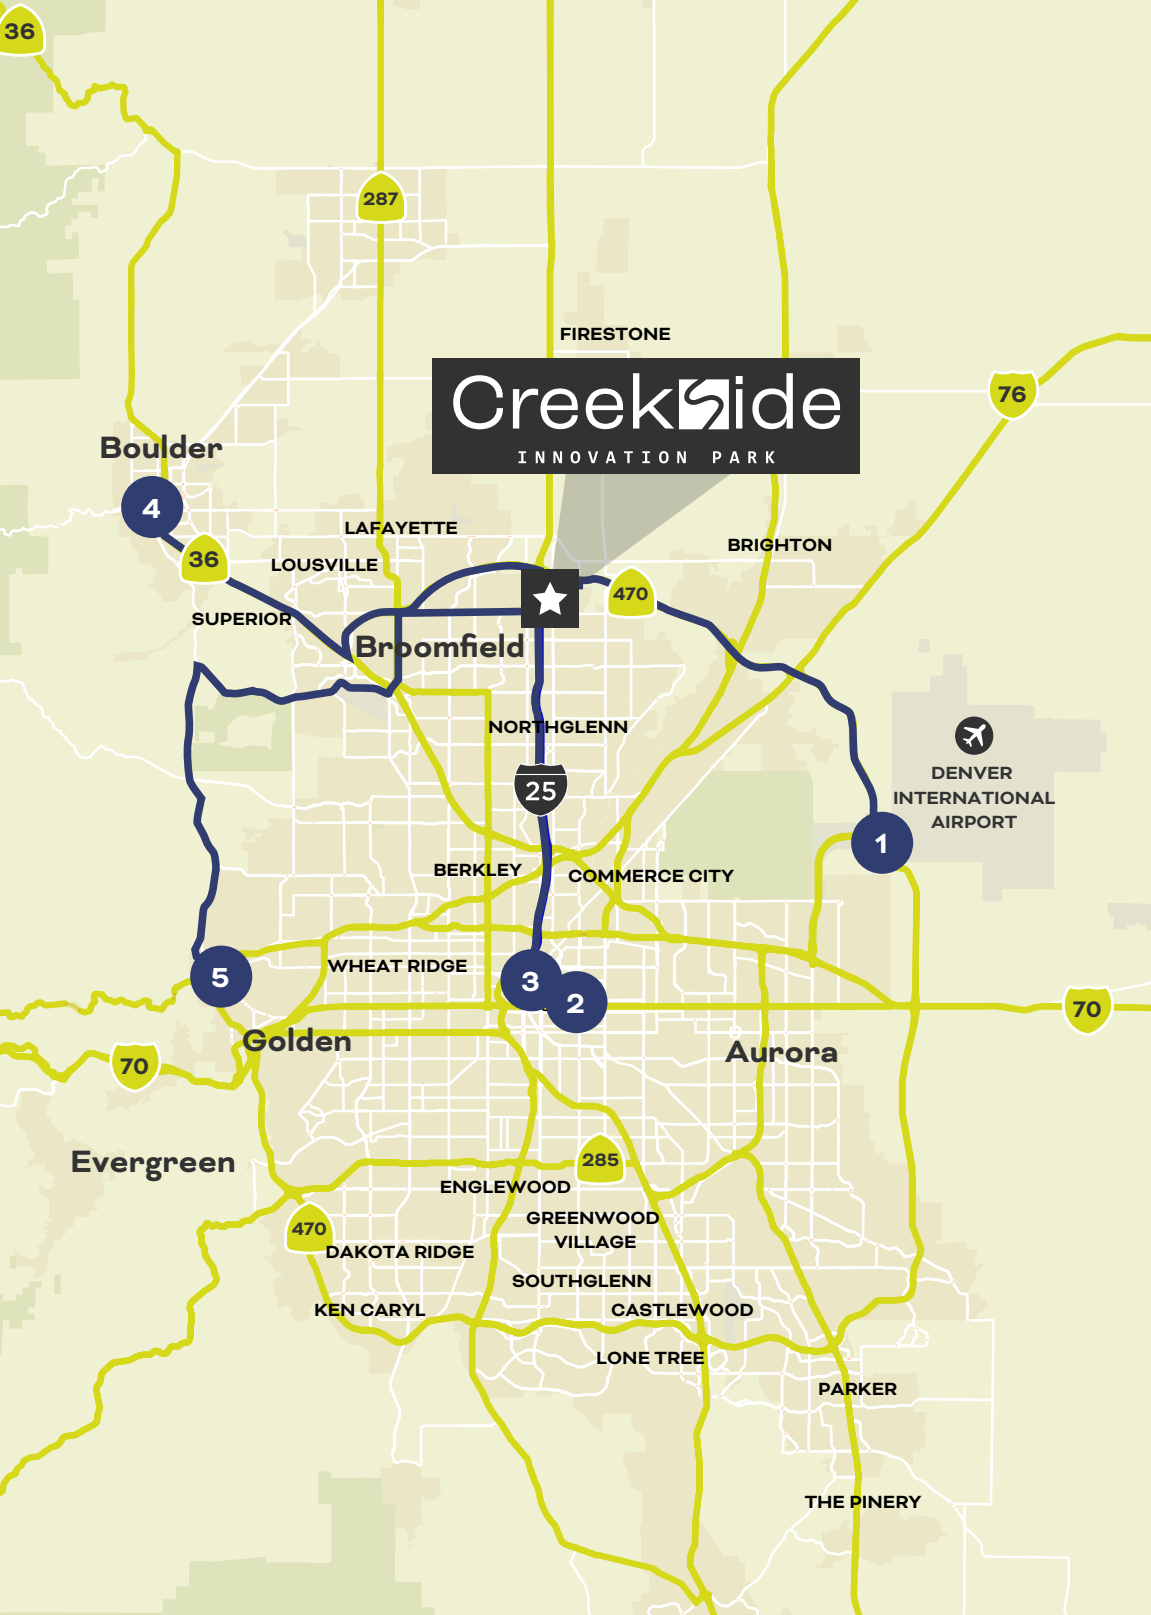 36
287
FIRESTONE
Creekside
INNOVATION PARK
76
Boulder
4
36
LAFAYETTE
LOUSVILLE
BRIGHTON
470
SUPERIOR
Broomfield
NORTHGLENN
25
DENVER
INTERNATIONAL
AIRPORT
1
BERKLEY
COMMERCE CITY
WHEAT RIDGE
5
3
2
70
Golden
Aurora
70
Evergreen
285
ENGLEWOOD
GREENWOOD
VILLAGE
470
DAKOTA RIDGE
SOUTHGLENN
KEN CARYL
CASTLEWOOD
LONE TREE
PARKER
THE PINERY